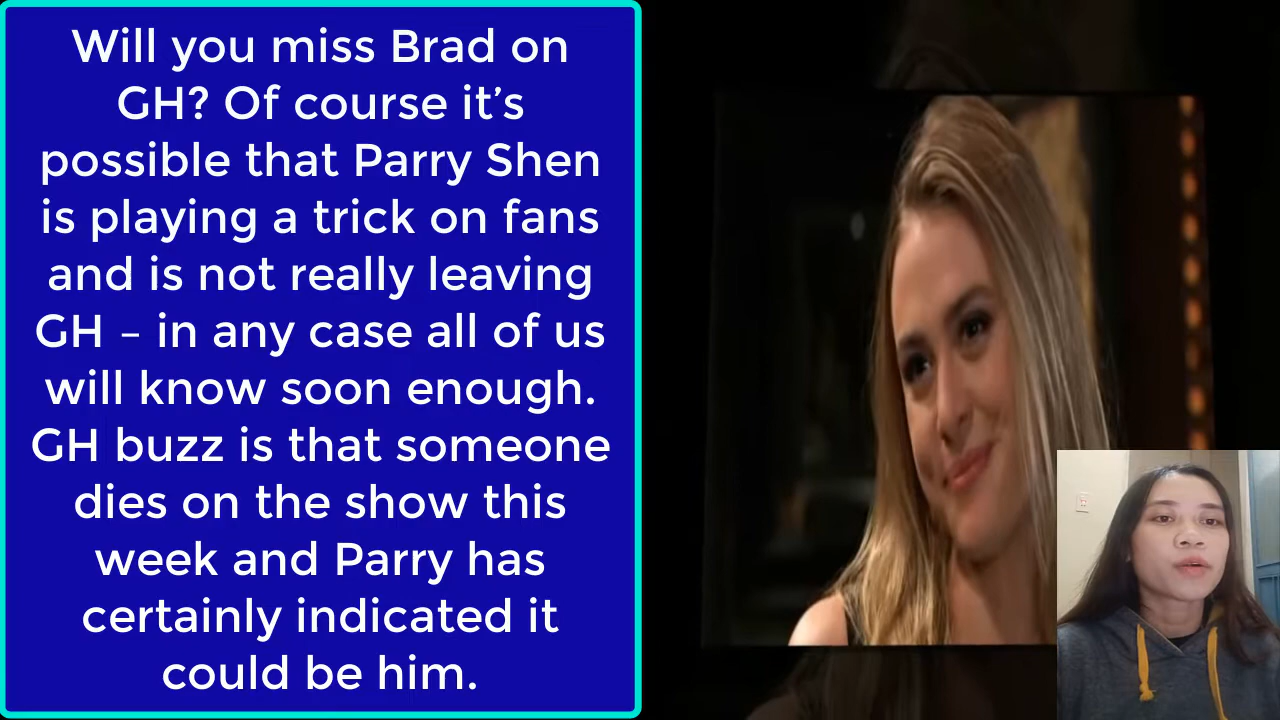 Will you miss Brad on
GH? Of course it’s
possible that Parry Shen
is playing a trick on fans
and is not really leaving
GH – in any case all of us
will know soon enough.
GH buzz is that someone
dies on the show this
week and Parry has
certainly indicated it
could be him.